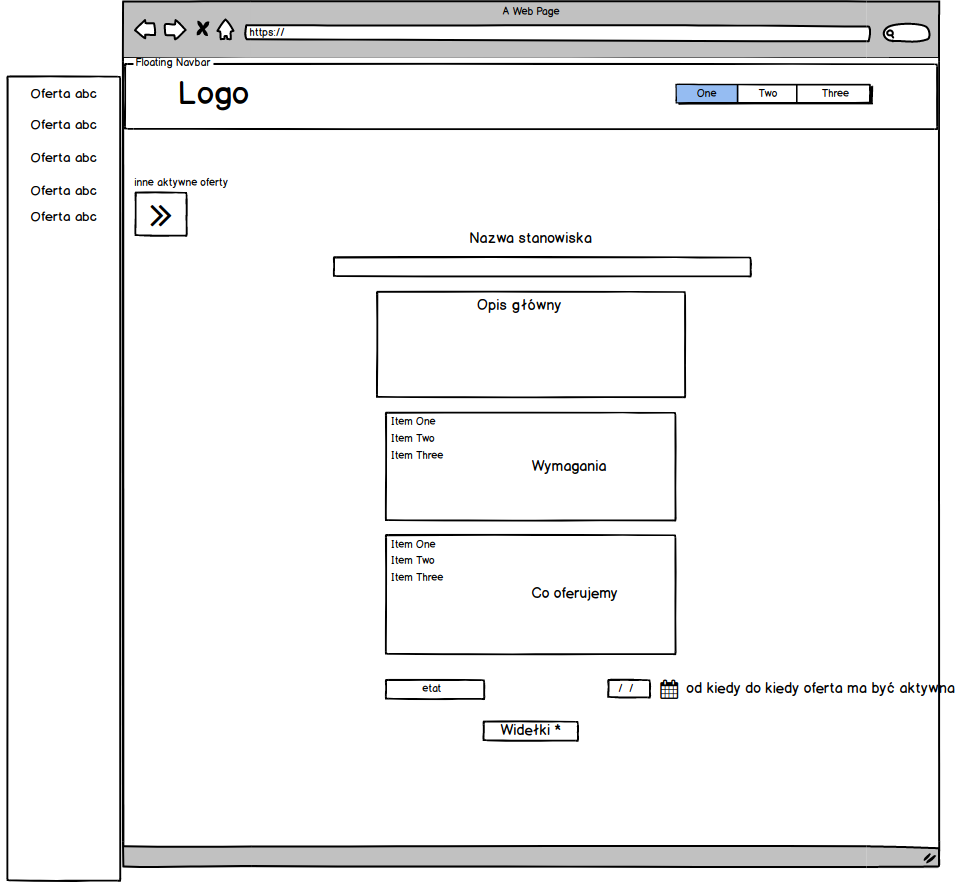 A Web Page
https://
Floating Navbar
Logo
One
Two
Three
Oferta abc
Oferta abc
Oferta abc
Oferta abc
Oferta abc
inne aktywne oferty
Nazwa stanowiska
Opis główny
Item One
Item Two
Item Three
Wymagania
Item One
Item Two
Item Three
Co oferujemy
etat
/ /
od kiedy do kiedy oferta ma być aktywna
Widełki *